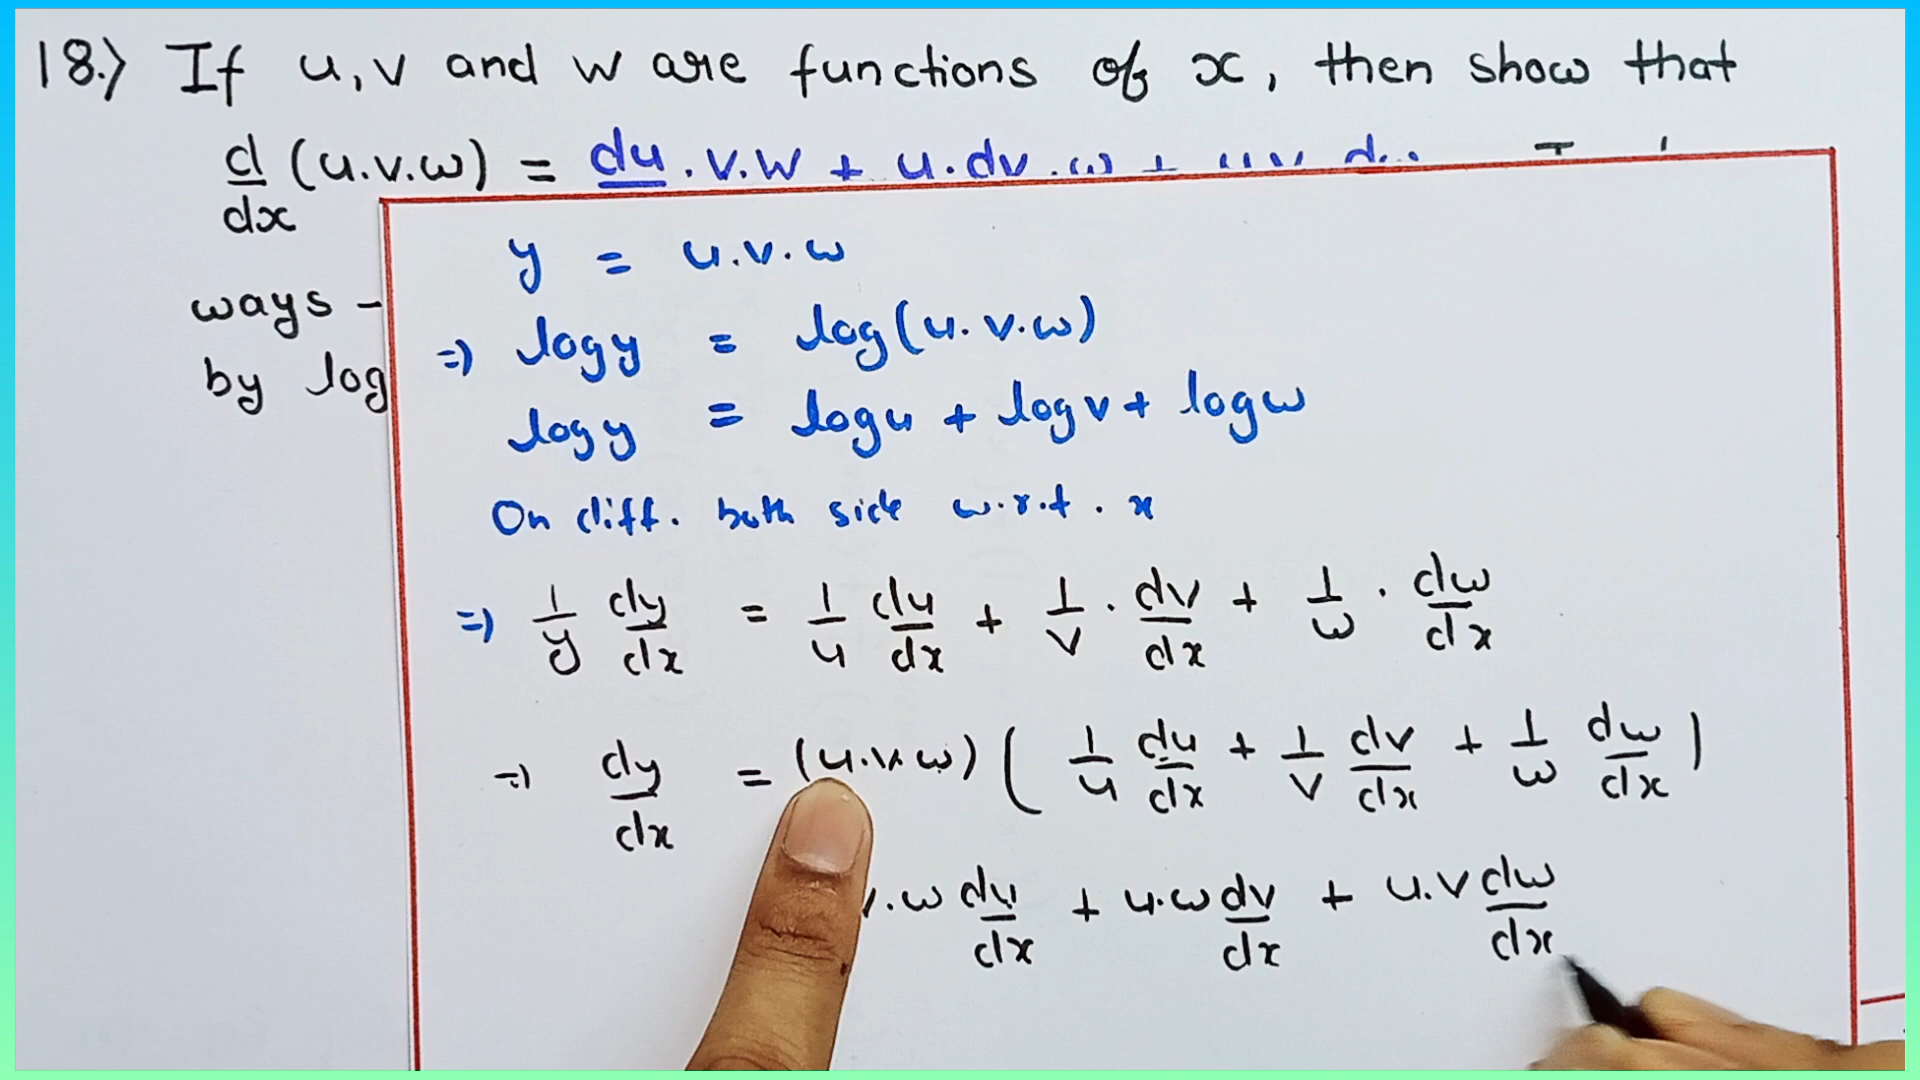 18.) If u, v and w are functions of x, then show that
d/dx (u.v.w) = du . v.w + u. dv . w +
ways -
by log
y = u.v.w
=) log y = log(u.v.w)
log y = log u + log v + log w
On diff. both side w.r.t. x
=) 1/y dy/dx = 1/u du/dx + 1/v . dv/dx + 1/w . dw/dx
=) dy/dx = (u.v.w) ( 1/u du/dx + 1/v dv/dx + 1/w dw/dx )
.w du/dx + u.w dv/dx + u.v dw/dx